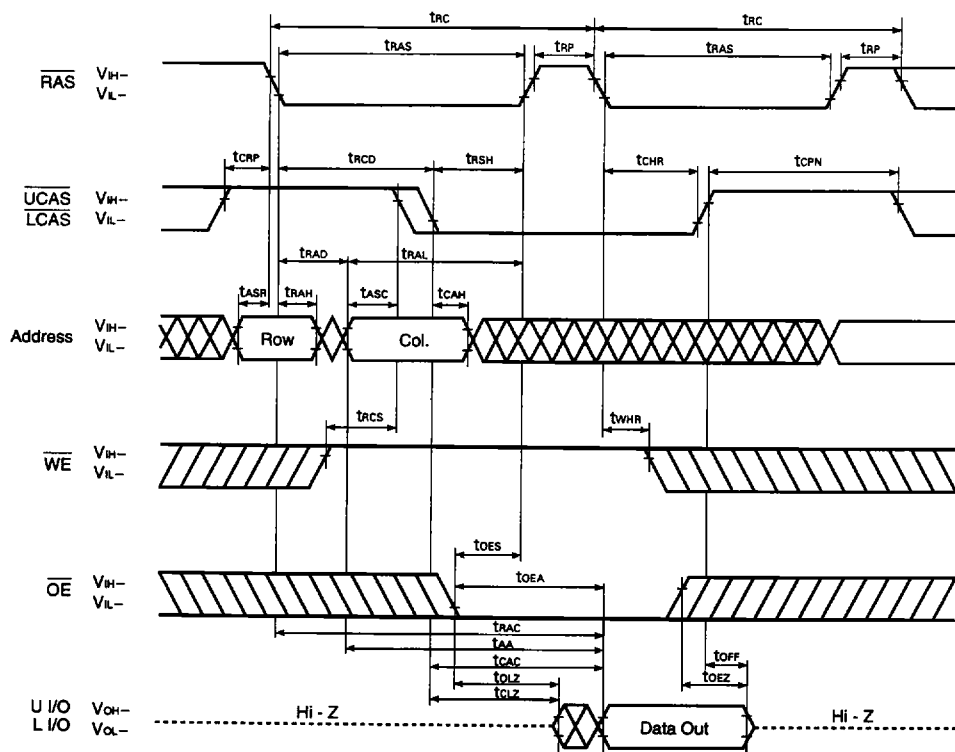 tRC tRC
tRAS tRP tRAS tRP
RAS VIH–
VIL–
tCRP tRCD tRSH tCHR tCPN
UCAS VIH–
LCAS VIL–
tRAD tRAL
tASR tRAH tASC tCAH
Address VIH–
VIL–
Row Col.
tRCS tWHR
WE VIH–
VIL–
tOES
tOEA
OE VIH–
VIL–
tRAC
tAA
tCAC tOFF
tOLZ tOEZ
tCLZ
U I/O VOH–
L I/O VOL–
Hi - Z Data Out Hi - Z